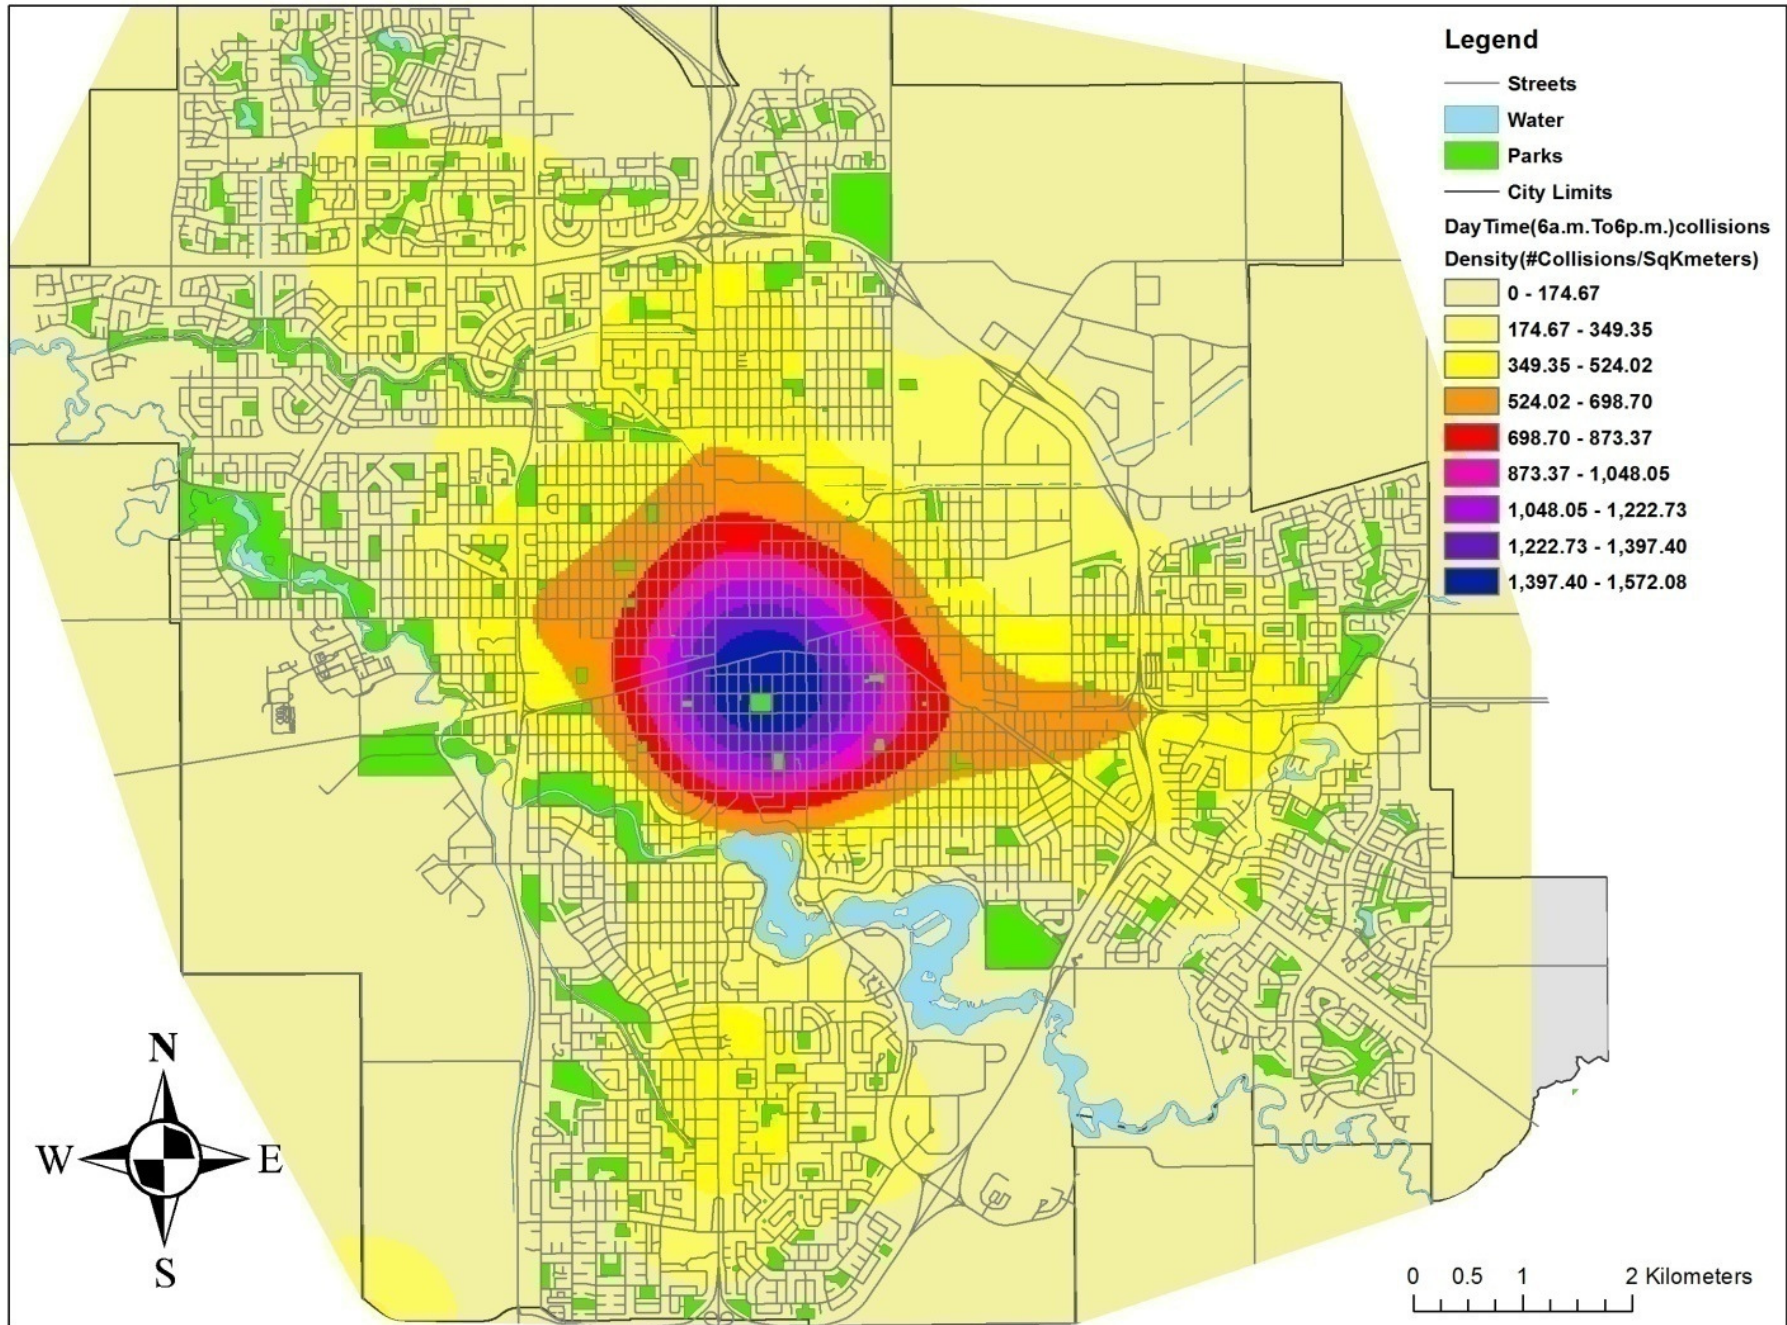 Legend
Streets
Water
Parks
City Limits
DayTime(6a.m.To6p.m.)collisions
Density(#Collisions/SqKmeters)
0 - 174.67
174.67 - 349.35
349.35 - 524.02
524.02 - 698.70
698.70 - 873.37
873.37 - 1,048.05
1,048.05 - 1,222.73
1,222.73 - 1,397.40
1,397.40 - 1,572.08
N
W E
S
0 0.5 1 2 Kilometers